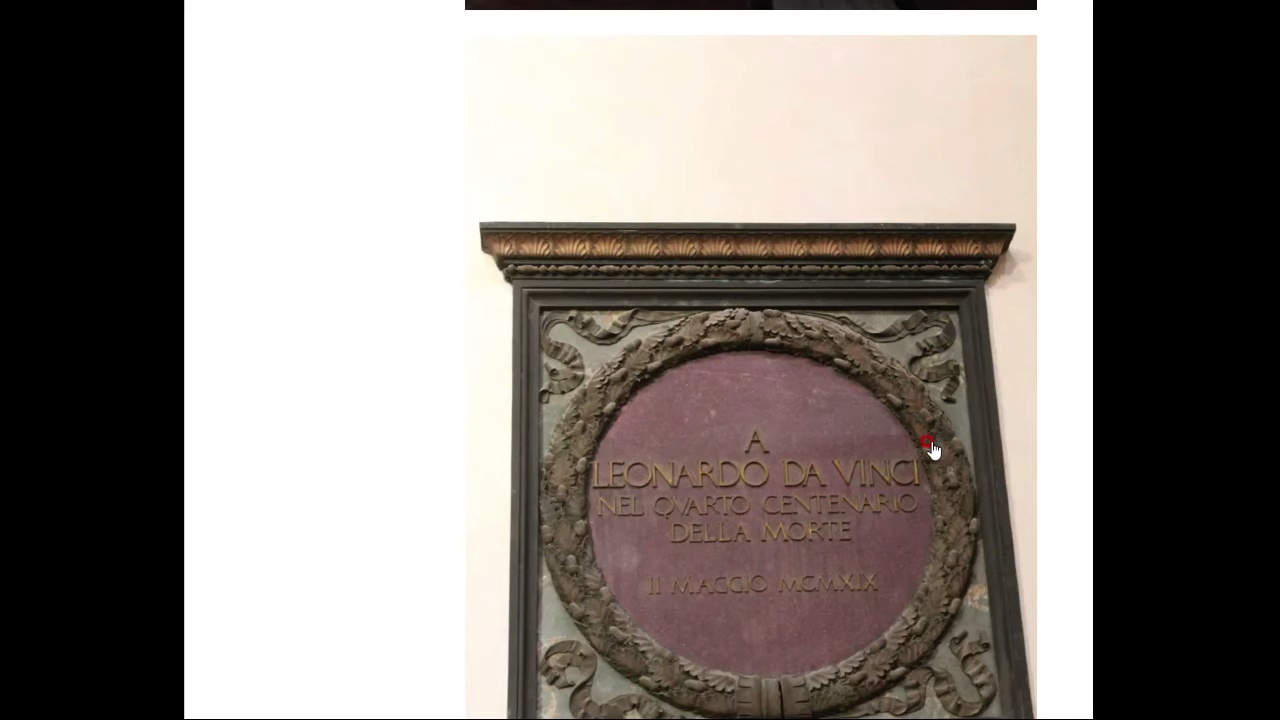 A
LEONARDO DA VINCI
NEL QVARTO CENTENARIO
DELLA MORTE
II MAGGIO MCMXIX